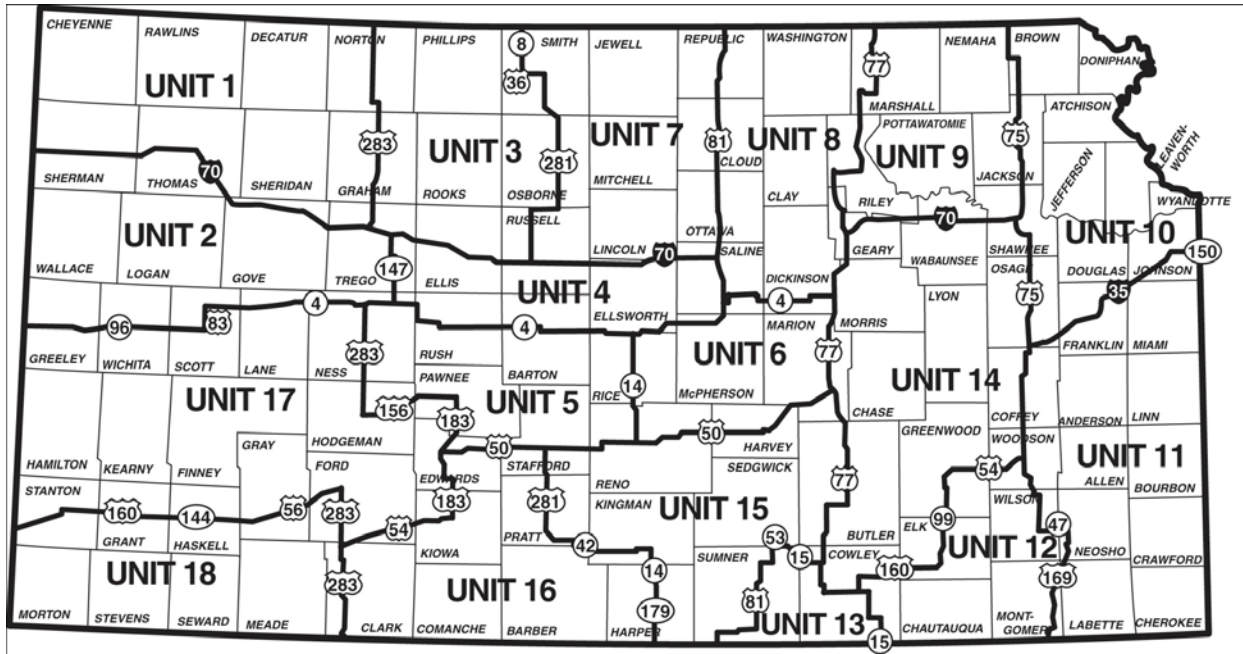 CHEYENNE
RAWLINS
DECATUR
NORTON
PHILLIPS
8
SMITH
JEWELL
REPUBLIC
WASHINGTON
NEMAHA
BROWN
DONIPHAN
UNIT 1
36
77
MARSHALL
ATCHISON
283
UNIT 3
281
UNIT 7
81
UNIT 8
POTTAWATOMIE
UNIT 9
75
LEAVEN-
WORTH
SHERMAN
70
THOMAS
SHERIDAN
GRAHAM
ROOKS
OSBORNE
MITCHELL
CLOUD
CLAY
RILEY
JACKSON
JEFFERSON
WYANDOTTE
RUSSELL
UNIT 2
LINCOLN
70
OTTAWA
SALINE
70
UNIT 10
WALLACE
LOGAN
GOVE
TREGO
147
ELLIS
DICKINSON
GEARY
WABAUNSEE
SHAWNEE
OSAGE
DOUGLAS
JOHNSON
150
UNIT 4
96
83
4
4
ELLSWORTH
4
MARION
MORRIS
LYON
75
35
GREELEY
WICHITA
SCOTT
LANE
NESS
283
RUSH
BARTON
UNIT 6
77
FRANKLIN
MIAMI
PAWNEE
UNIT 17
156
183
UNIT 5
RICE
14
McPHERSON
UNIT 14
CHASE
COFFEY
ANDERSON
LINN
HODGEMAN
50
50
HARVEY
GREENWOOD
WOODSON
HAMILTON
KEARNY
FINNEY
GRAY
FORD
EDWARDS
STAFFORD
RENO
SEDGWICK
54
UNIT 11
ALLEN
BOURBON
STANTON
160
144
56
283
54
183
281
KINGMAN
UNIT 15
77
BUTLER
ELK
99
WILSON
47
GRANT
HASKELL
KIOWA
PRATT
42
SUMNER
53
15
COWLEY
160
UNIT 12
NEOSHO
CRAWFORD
UNIT 18
283
UNIT 16
14
81
169
MORTON
STEVENS
SEWARD
MEADE
CLARK
COMANCHE
BARBER
179
HARPER
UNIT 13
15
CHAUTAUQUA
MONT-
GOMERY
LABETTE
CHEROKEE